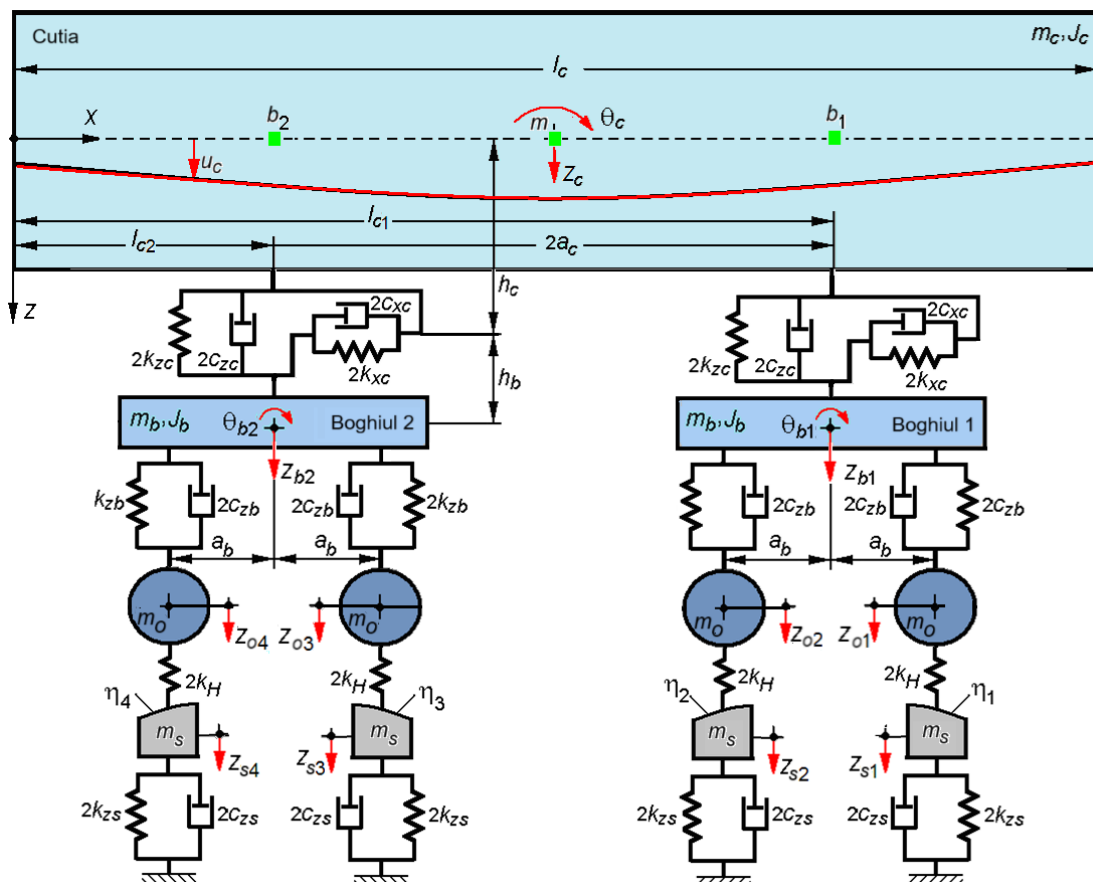 Cutia
m_c, J_c
l_c
X
b_2
m
θ_c
b_1
u_c
z_c
l_c1
l_c2
2a_c
Z
h_c
2k_zc
2c_zc
2c_xc
2k_xc
h_b
2k_zc
2c_zc
2c_xc
2k_xc
m_b, J_b
θ_b2
Boghiul 2
m_b, J_b
θ_b1
Boghiul 1
z_b2
z_b1
k_zb
2c_zb
2c_zb
2k_zb
2k_zb
2c_zb
2c_zb
2k_zb
a_b
a_b
a_b
a_b
m_o
z_o4
z_o3
m_o
m_o
z_o2
z_o1
m_o
2k_H
2k_H
2k_H
2k_H
η_4
η_3
η_2
η_1
m_s
z_s4
z_s3
m_s
m_s
z_s2
z_s1
m_s
2k_zs
2c_zs
2c_zs
2k_zs
2k_zs
2c_zs
2c_zs
2k_zs